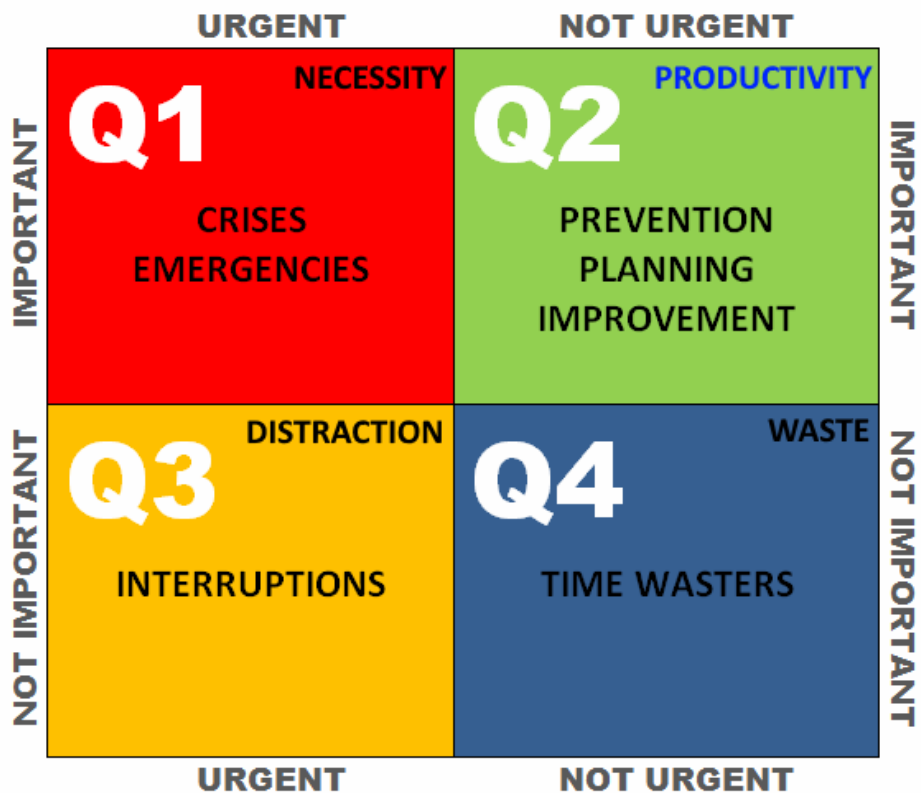 URGENT
NOT URGENT
NECESSITY
Q1
CRISES
EMERGENCIES
PRODUCTIVITY
Q2
PREVENTION
PLANNING
IMPROVEMENT
IMPORTANT
IMPORTANT
DISTRACTION
Q3
INTERRUPTIONS
WASTE
Q4
TIME WASTERS
NOT IMPORTANT
NOT IMPORTANT
URGENT
NOT URGENT